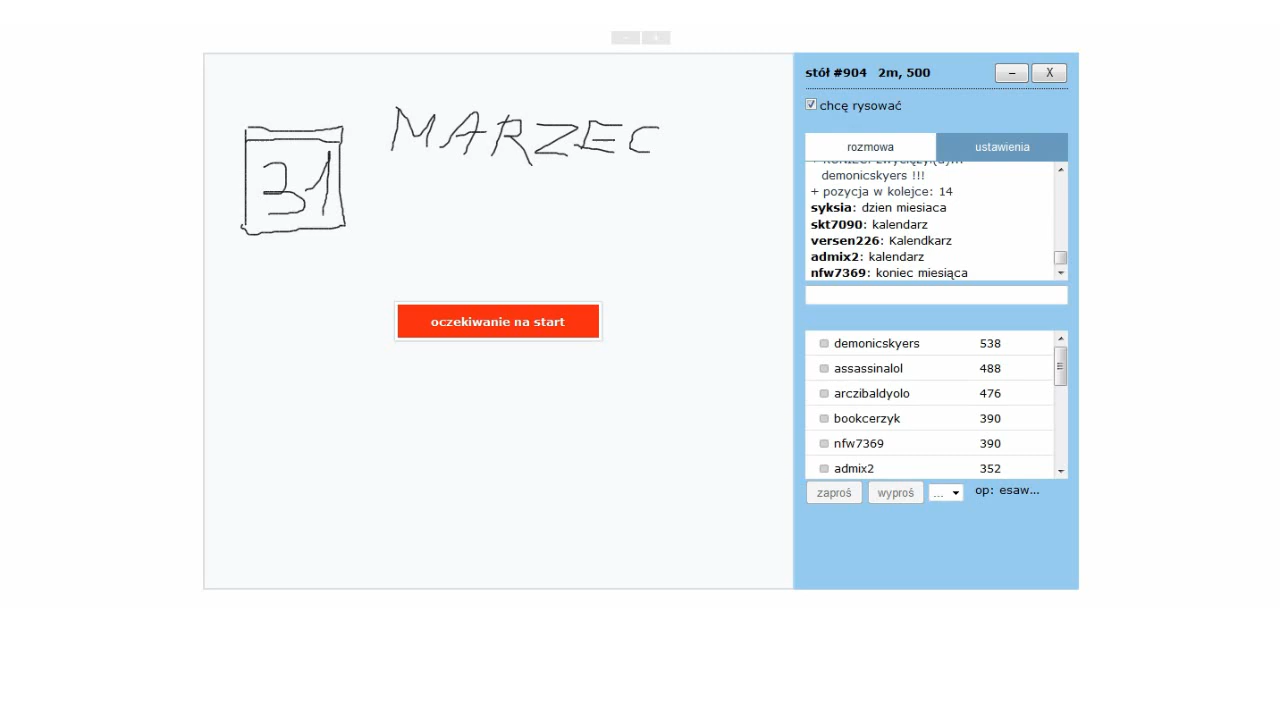 MARZEC
31
oczekiwanie na start
stół #904 2m, 500
– X
chcę rysować
rozmowa ustawienia
demonicskyers !!!
+ pozycja w kolejce: 14
syksia: dzien miesiaca
skt7090: kalendarz
versen226: Kalendkarz
admix2: kalendarz
nfw7369: koniec miesiąca
demonicskyers 538
assassinalol 488
arczibaldyolo 476
bookcerzyk 390
nfw7369 390
admix2 352
zaproś wyproś ... op: esaw...